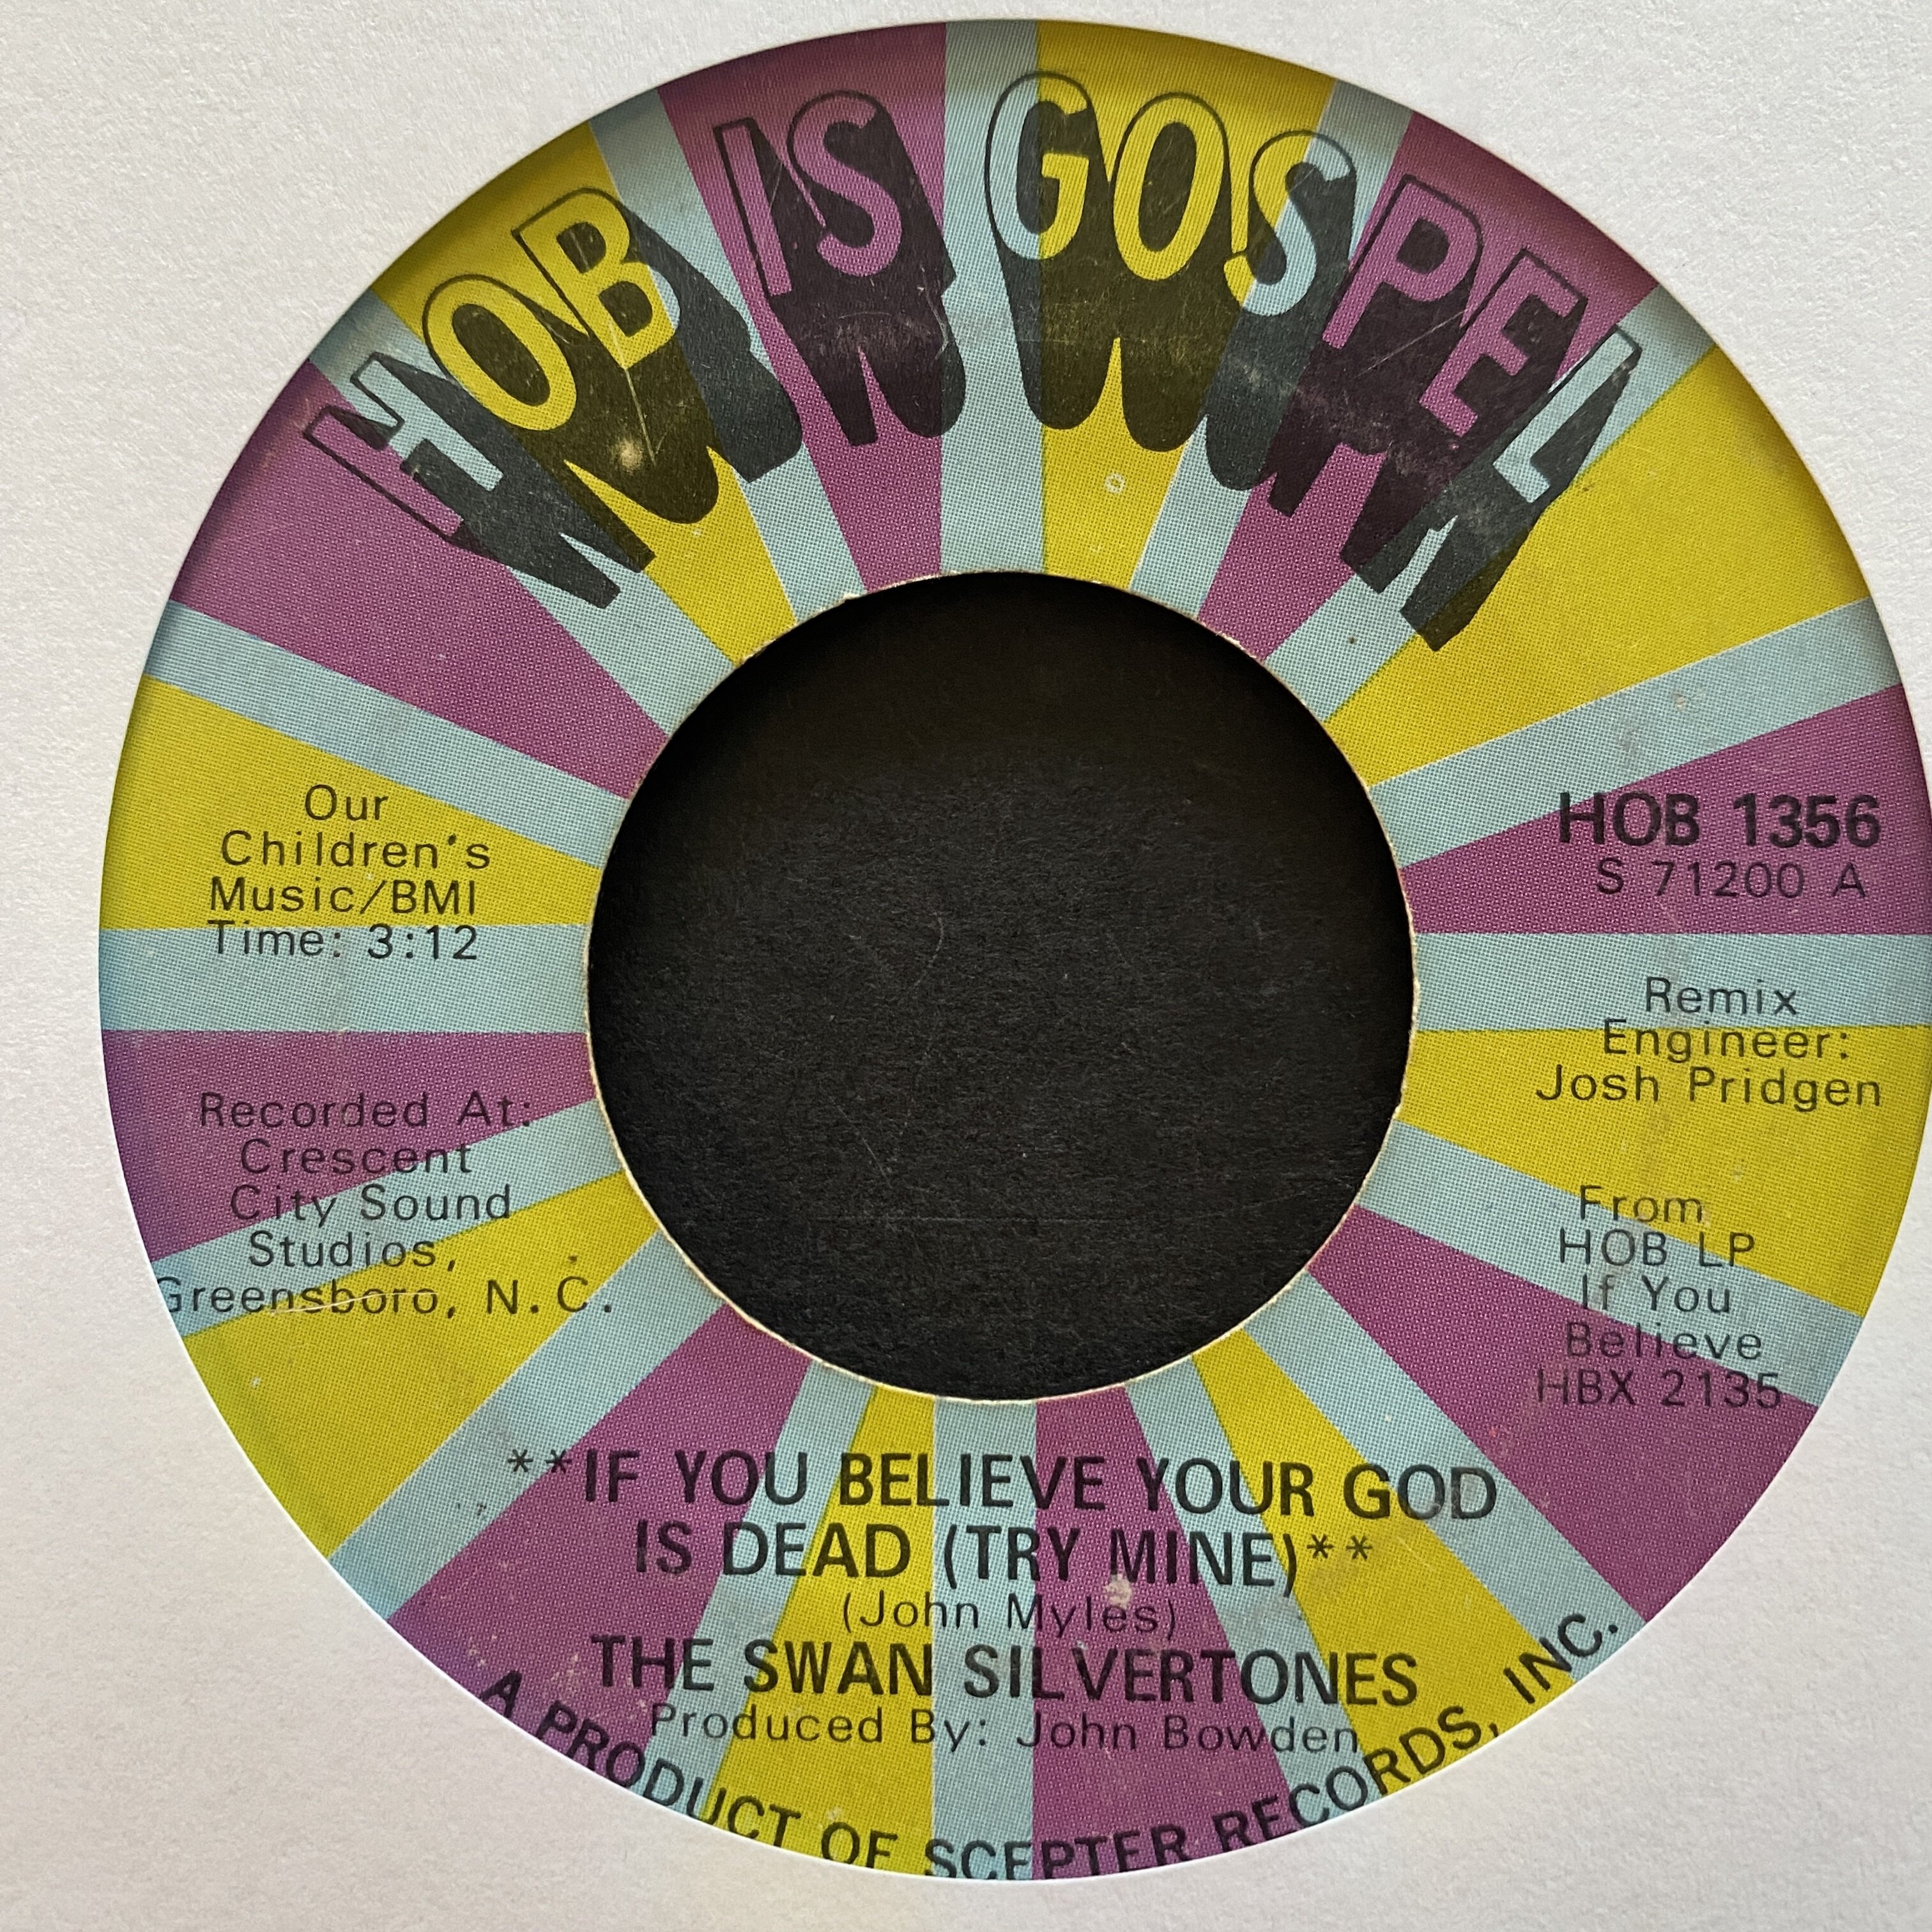 HOB IS GOSPEL
Our
Children's
Music/BMI
Time: 3:12
Recorded At:
Crescent
City Sound
Studios,
Greensboro, N.C.
HOB 1356
S 71200 A
Remix
Engineer:
Josh Pridgen
From
HOB LP
If You
Believe
HBX 2135
**IF YOU BELIEVE YOUR GOD
IS DEAD (TRY MINE)**
(John Myles)
THE SWAN SILVERTONES
Produced By: John Bowden
A PRODUCT OF SCEPTER RECORDS, INC.